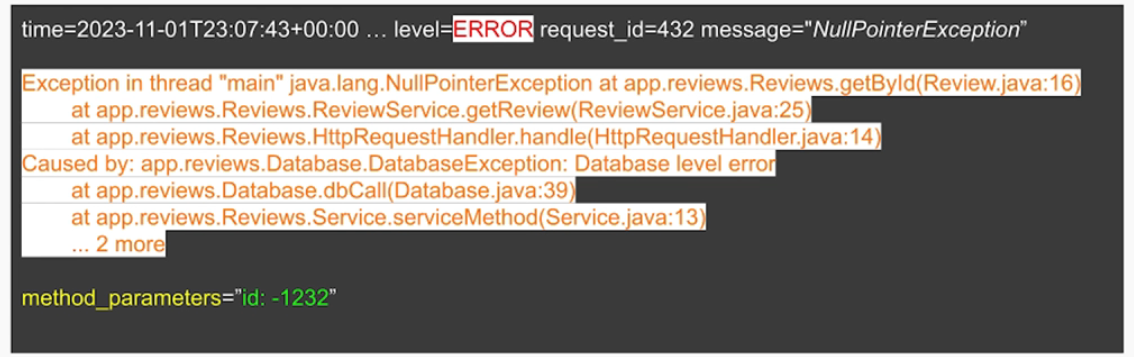 time=2023-11-01T23:07:43+00:00 … level=ERROR request_id=432 message="NullPointerException”
Exception in thread "main" java.lang.NullPointerException at app.reviews.Reviews.getById(Review.java:16)
at app.reviews.Reviews.ReviewService.getReview(ReviewService.java:25)
at app.reviews.Reviews.HttpRequestHandler.handle(HttpRequestHandler.java:14)
Caused by: app.reviews.Database.DatabaseException: Database level error
at app.reviews.Database.dbCall(Database.java:39)
at app.reviews.Reviews.Service.serviceMethod(Service.java:13)
... 2 more
method_parameters=”id: -1232”